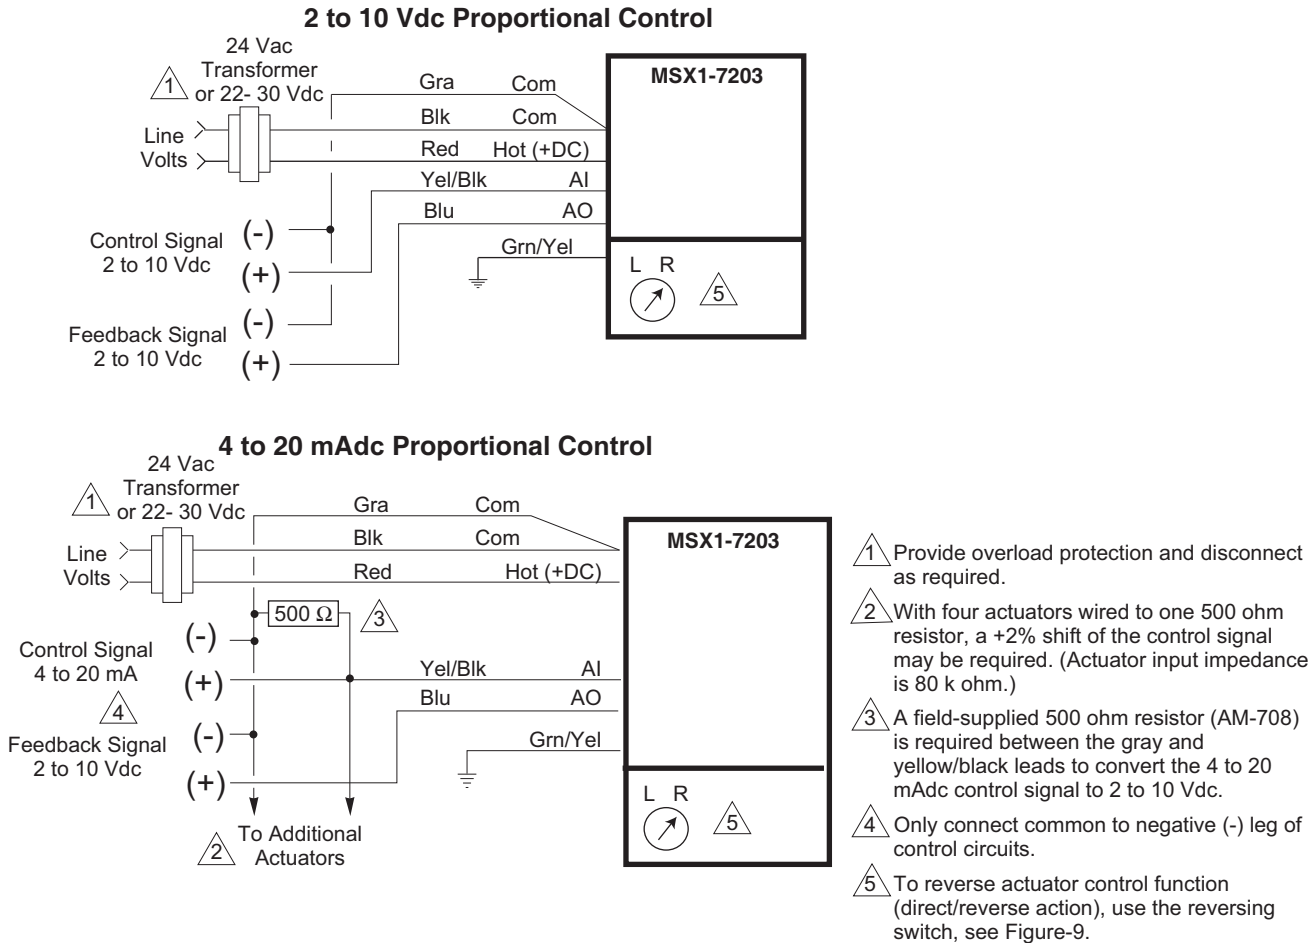 2 to 10 Vdc Proportional Control
24 Vac
Transformer
or 22- 30 Vdc
1
Line
Volts
Gra Com
Blk Com
Red Hot (+DC)
Yel/Blk AI
Blu AO
Grn/Yel
MSX1-7203
L R
5
Control Signal
2 to 10 Vdc
(-)
(+)
Feedback Signal
2 to 10 Vdc
(-)
(+)
4 to 20 mAdc Proportional Control
24 Vac
Transformer
or 22- 30 Vdc
1
Line
Volts
Gra Com
Blk Com
Red Hot (+DC)
500 Ω
3
Yel/Blk AI
Blu AO
Grn/Yel
MSX1-7203
L R
5
Control Signal
4 to 20 mA
(-)
(+)
4
Feedback Signal
2 to 10 Vdc
(-)
(+)
2
To Additional
Actuators
1 Provide overload protection and disconnect
as required.
2 With four actuators wired to one 500 ohm
resistor, a +2% shift of the control signal
may be required. (Actuator input impedance
is 80 k ohm.)
3 A field-supplied 500 ohm resistor (AM-708)
is required between the gray and
yellow/black leads to convert the 4 to 20
mAdc control signal to 2 to 10 Vdc.
4 Only connect common to negative (-) leg of
control circuits.
5 To reverse actuator control function
(direct/reverse action), use the reversing
switch, see Figure-9.